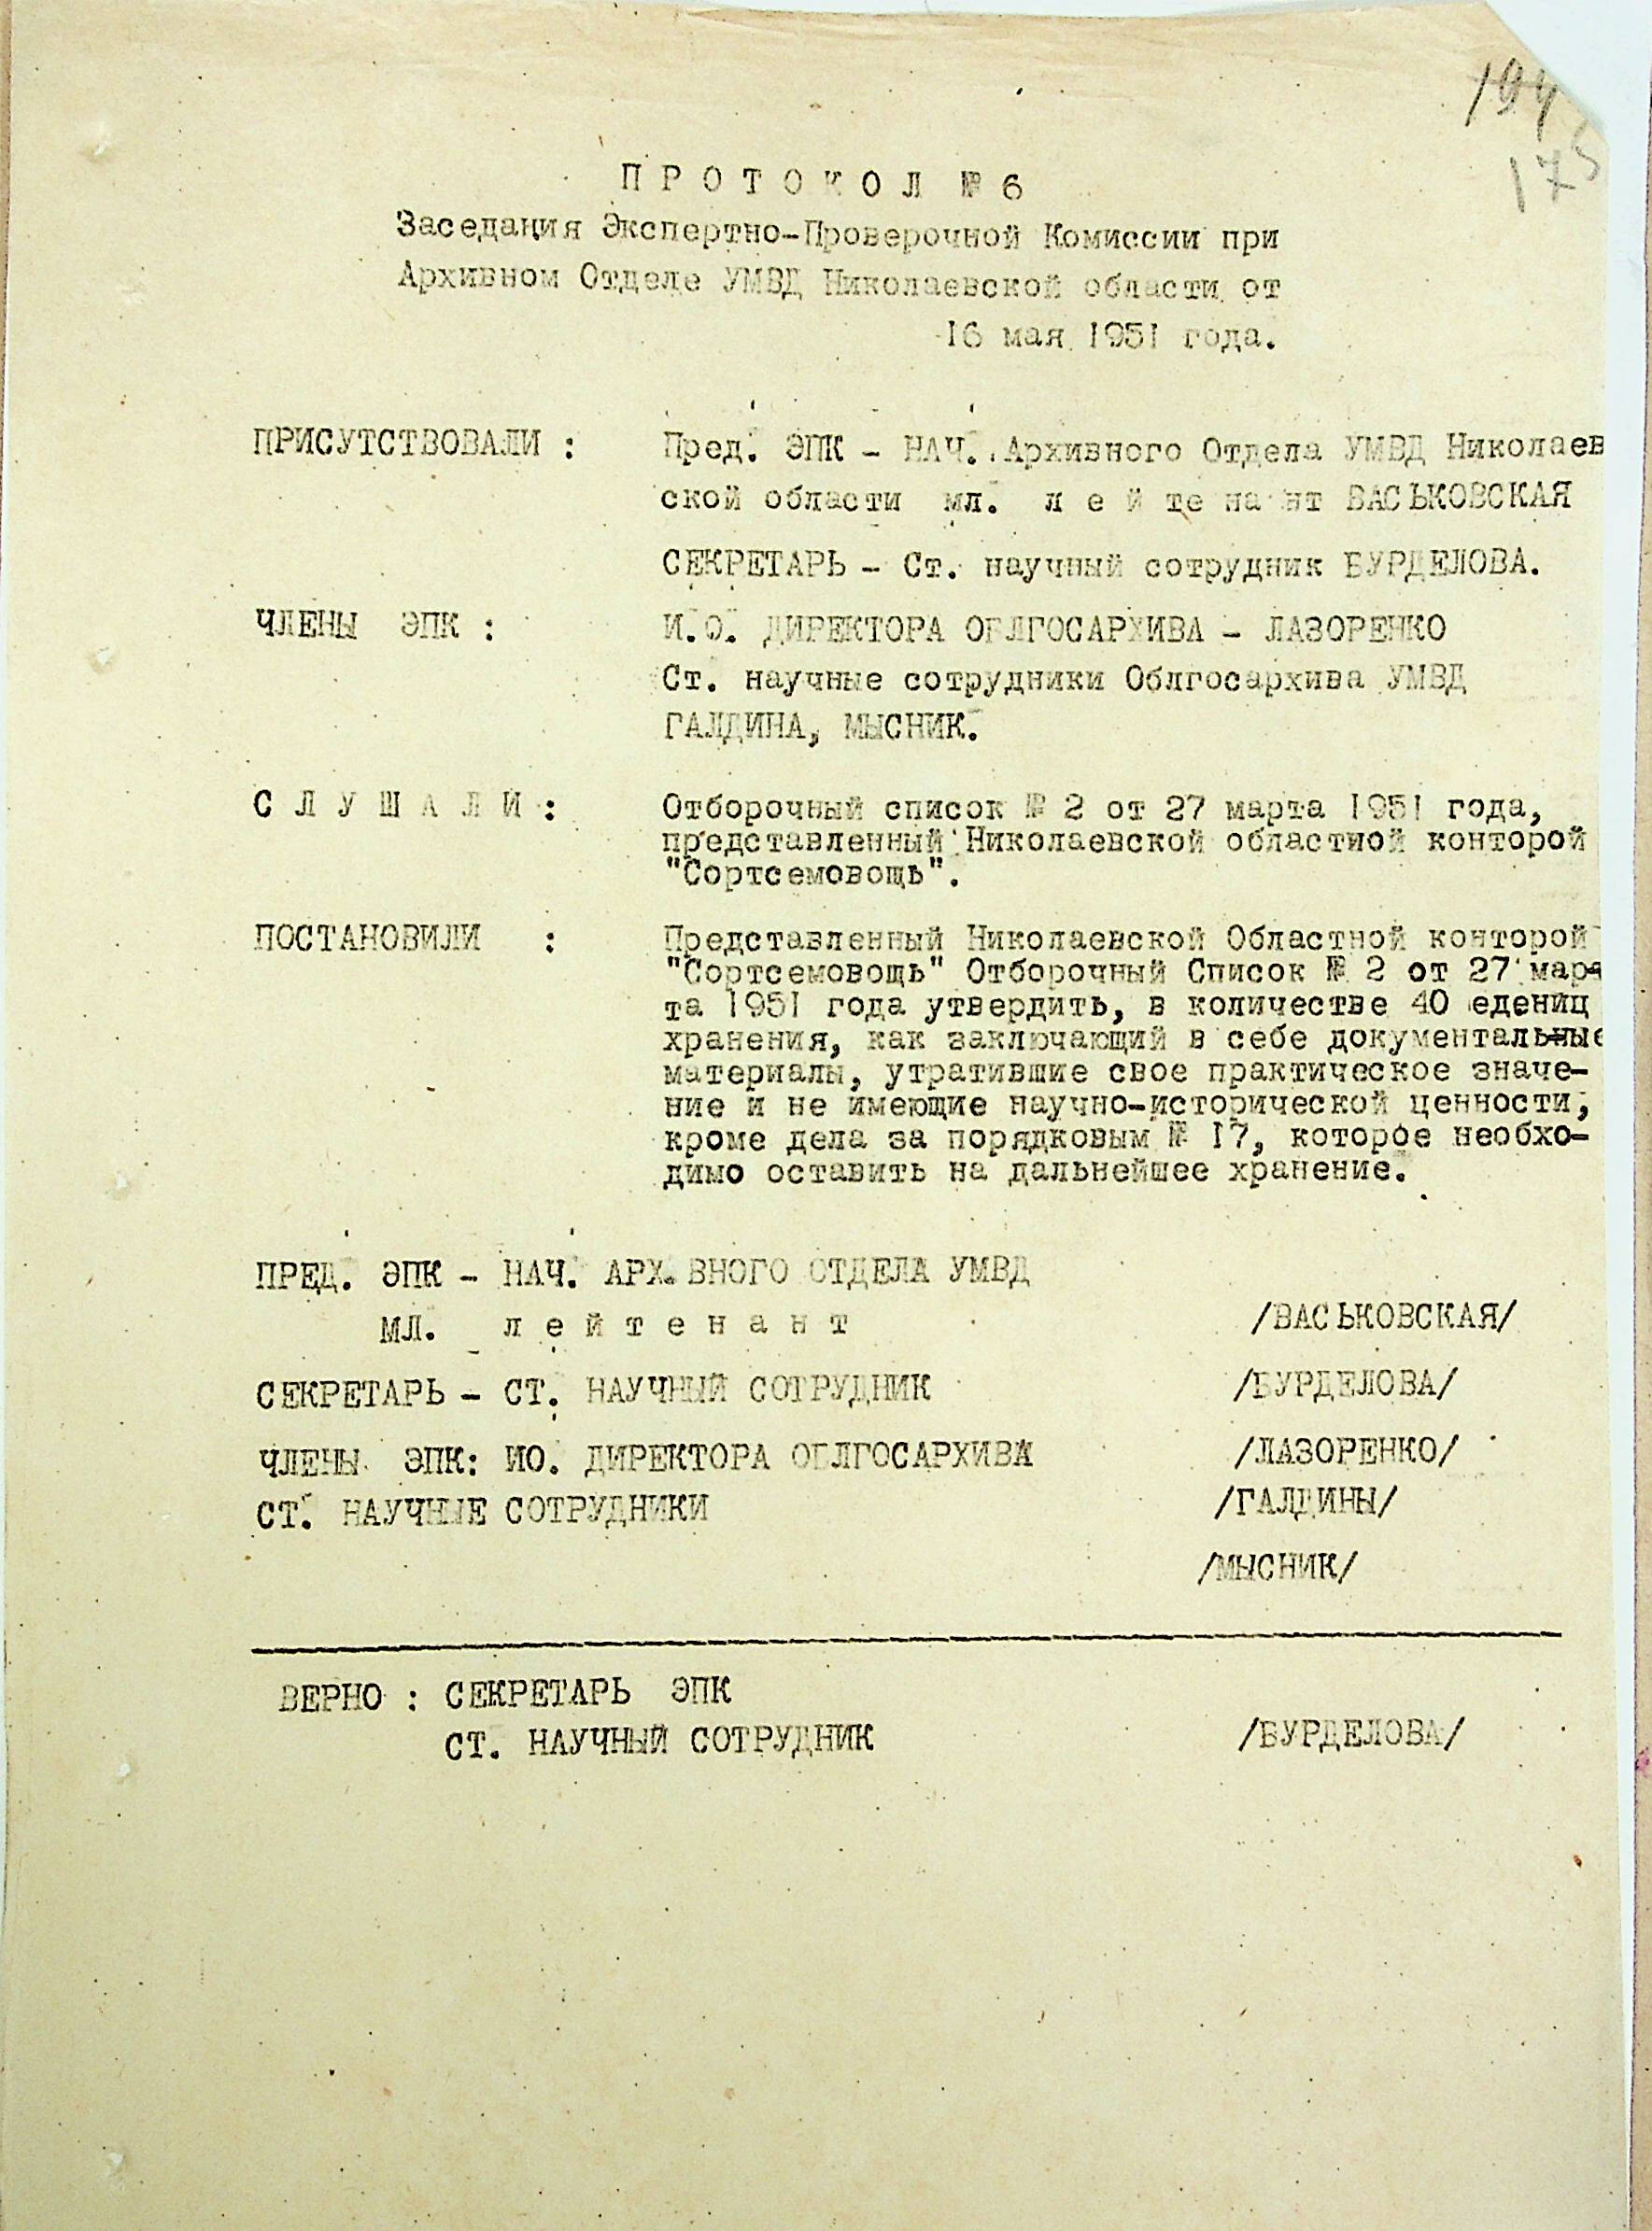 194
175
ПРОТОКОЛ № 6
Заседания Экспертно-Проверочной Комиссии при
Архивном Отделе УМВД Николаевской области от
16 мая 1951 года.
ПРИСУТСТВОВАЛИ : Пред. ЭПК - НАЧ. Архивного Отдела УМВД Николаев
ской области мл. лейтенант ВАСЬКОВСКАЯ
СЕКРЕТАРЬ - Ст. научный сотрудник БУРДЕЛОВА.
ЧЛЕНЫ ЭПК : И.О. ДИРЕКТОРА ОБЛГОСАРХИВА - ЛАЗОРЕНКО
Ст. научные сотрудники Облгосархива УМВД
ГАЛДИНА, МЫСНИК.
СЛУШАЛИ : Отборочный список № 2 от 27 марта 1951 года,
представленный Николаевской областной конторой
"Сортсемовощь".
ПОСТАНОВИЛИ : Представленный Николаевской Областной конторой
"Сортсемовощь" Отборочный Список № 2 от 27 мар-
та 1951 года утвердить, в количестве 40 едениц
хранения, как заключающий в себе документальные
материалы, утратившие свое практическое значе-
ние и не имеющие научно-исторической ценности,
кроме дела за порядковым № 17, которое необхо-
димо оставить на дальнейшее хранение.
ПРЕД. ЭПК - НАЧ. АРХ.ВНОГО ОТДЕЛА УМВД
МЛ. лейтенант /ВАСЬКОВСКАЯ/
СЕКРЕТАРЬ - СТ. НАУЧНЫЙ СОТРУДНИК /БУРДЕЛОВА/
ЧЛЕНЫ ЭПК: ИО. ДИРЕКТОРА ОБЛГОСАРХИВА /ЛАЗОРЕНКО/
СТ. НАУЧНЫЕ СОТРУДНИКИ /ГАЛДИНЫ/
/МЫСНИК/
ВЕРНО : СЕКРЕТАРЬ ЭПК
СТ. НАУЧНЫЙ СОТРУДНИК /БУРДЕЛОВА/